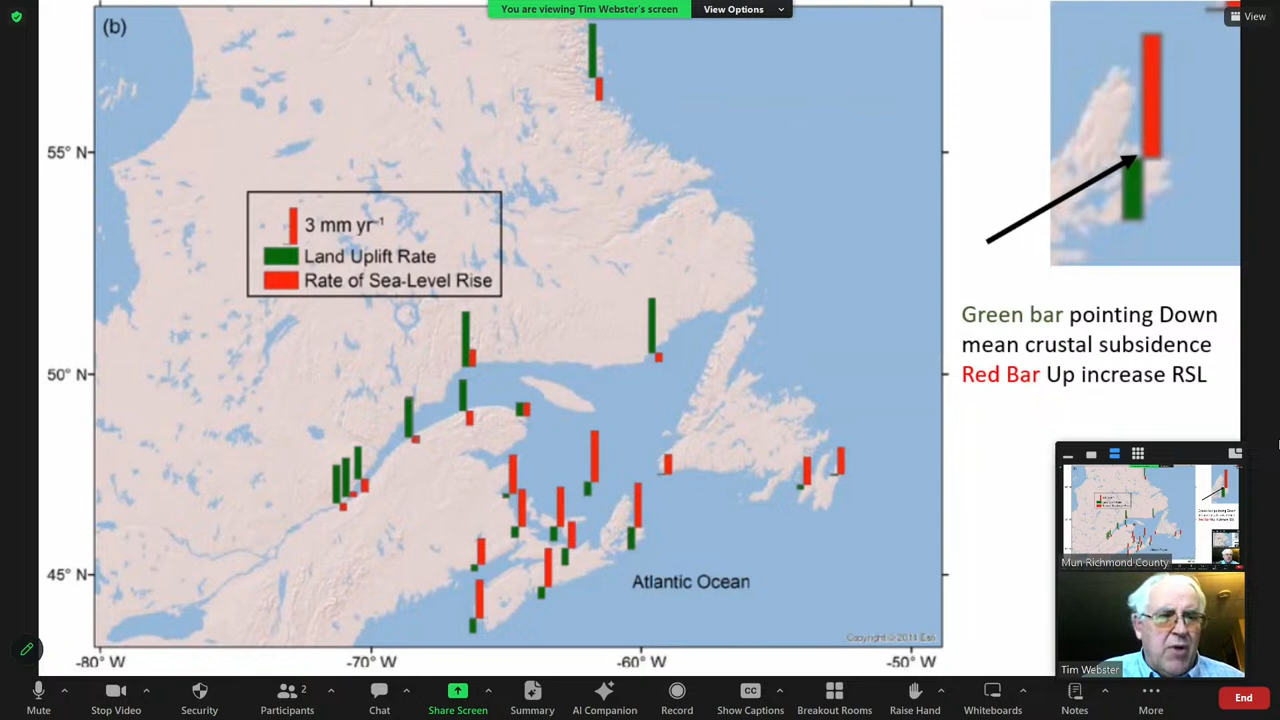 You are viewing Tim Webster's screen
View Options
View
(b)
55° N
50° N
45° N
3 mm yr⁻¹
Land Uplift Rate
Rate of Sea-Level Rise
Atlantic Ocean
Copyright © 2014 Esri
-80° W
-70° W
-60° W
-50° W
Green bar pointing Down
mean crustal subsidence
Red Bar Up increase RSL
Mun Richmond County
Tim Webster
Mute
Stop Video
Security
Participants
2
Chat
Share Screen
Summary
AI Companion
Record
CC
Show Captions
Breakout Rooms
Raise Hand
Whiteboards
Notes
More
End